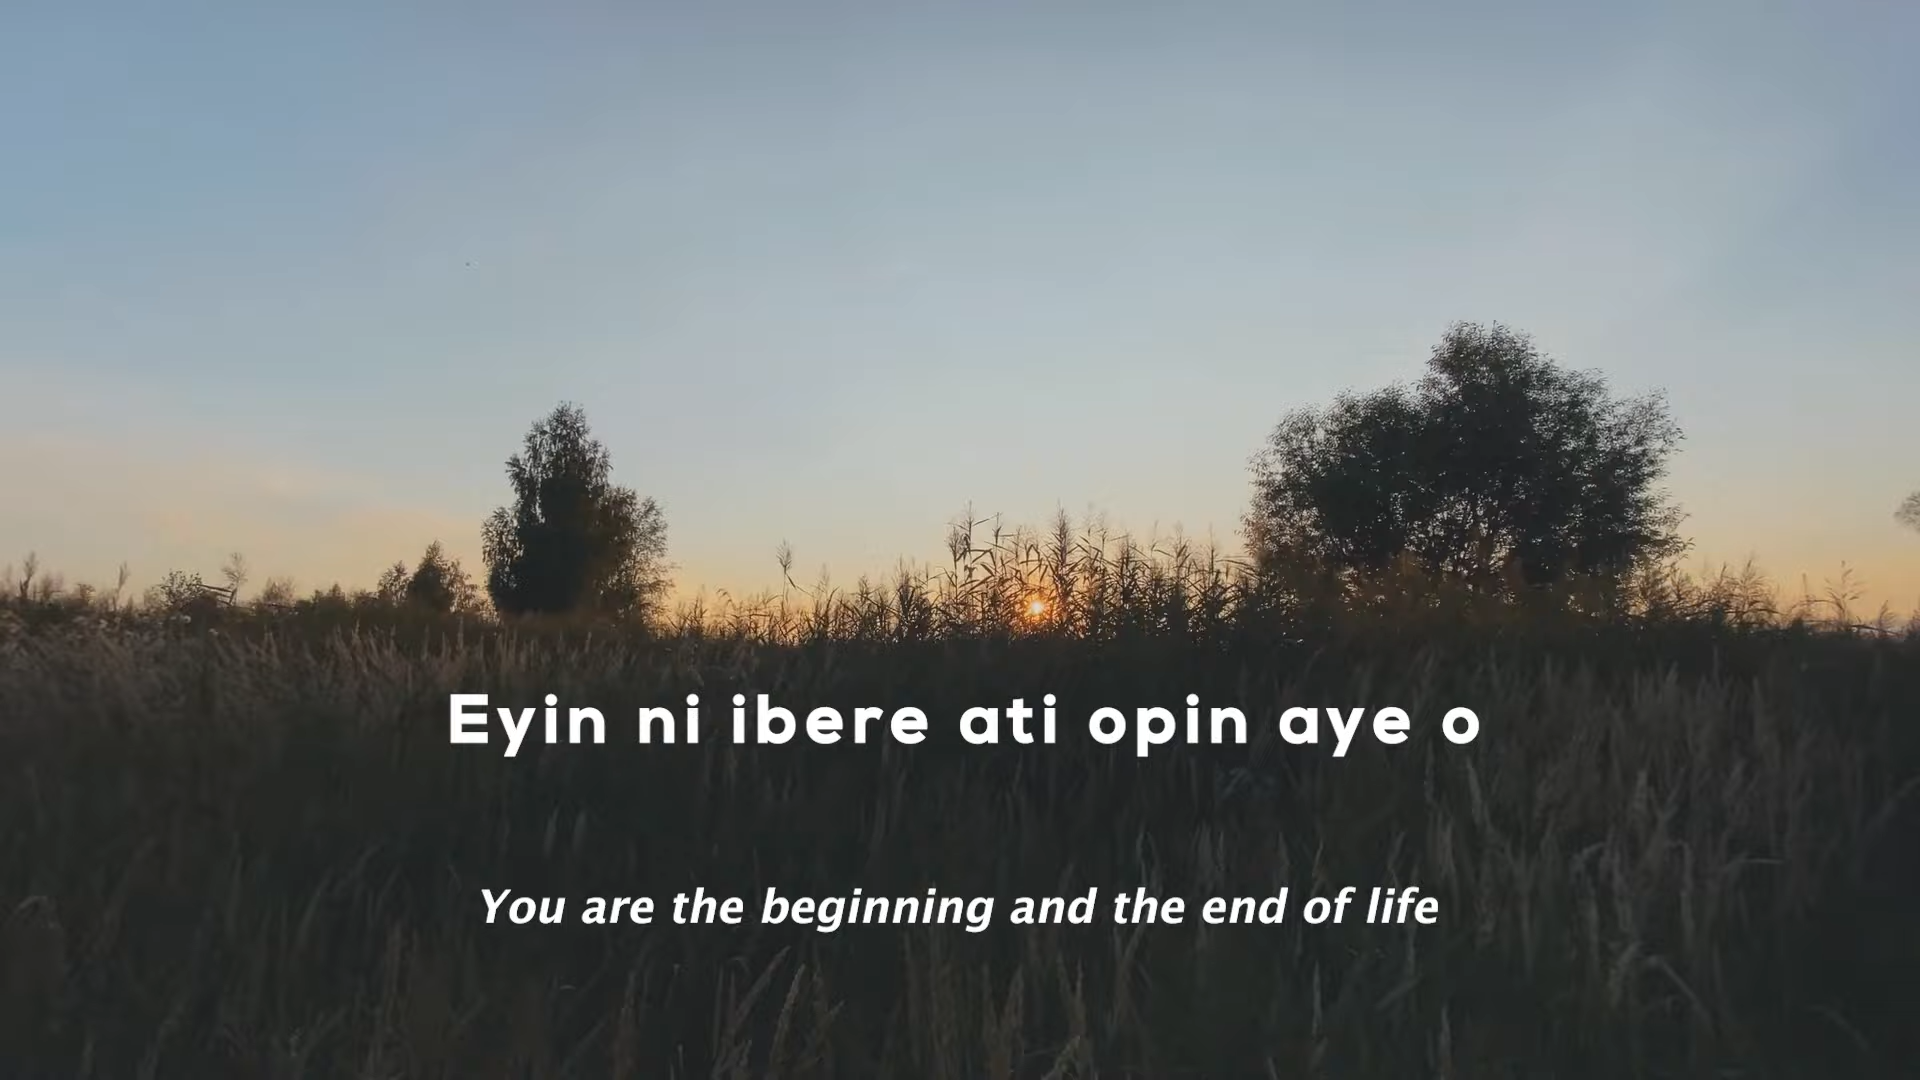 Eyin ni ibere ati opin aye o
You are the beginning and the end of life